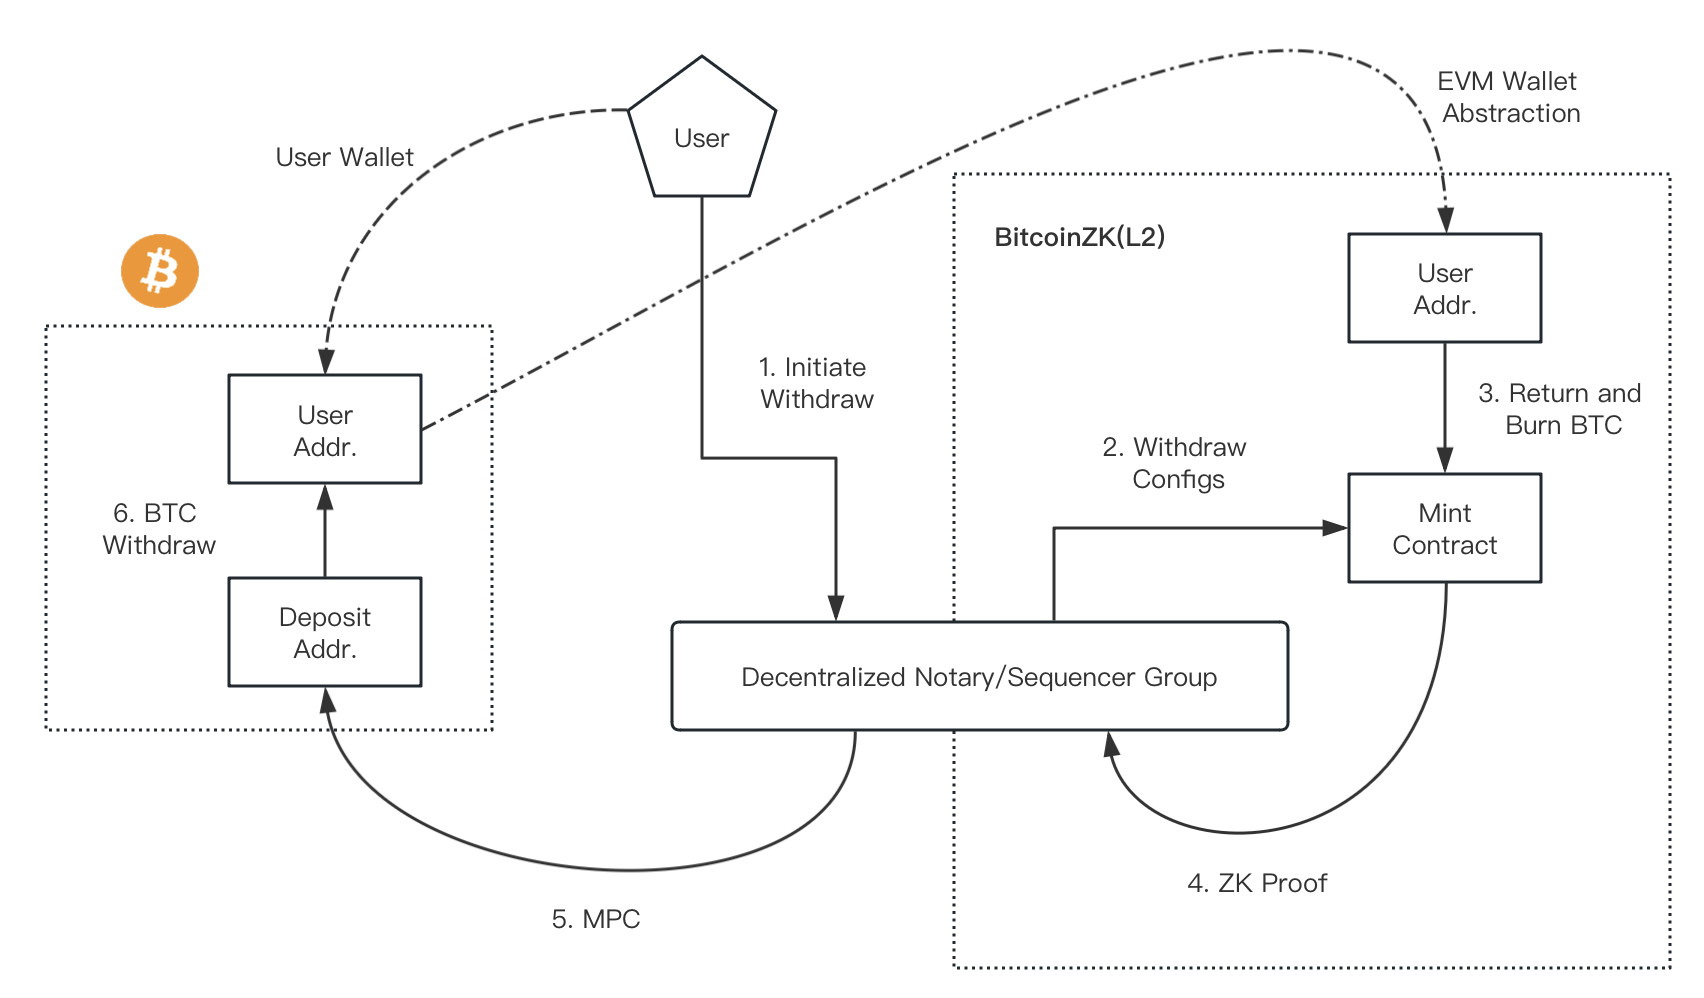 EVM Wallet
Abstraction
User
User Wallet
BitcoinZK(L2)
User
Addr.
1. Initiate
Withdraw
3. Return and
Burn BTC
User
Addr.
2. Withdraw
Configs
6. BTC
Withdraw
Mint
Contract
Deposit
Addr.
Decentralized Notary/Sequencer Group
4. ZK Proof
5. MPC